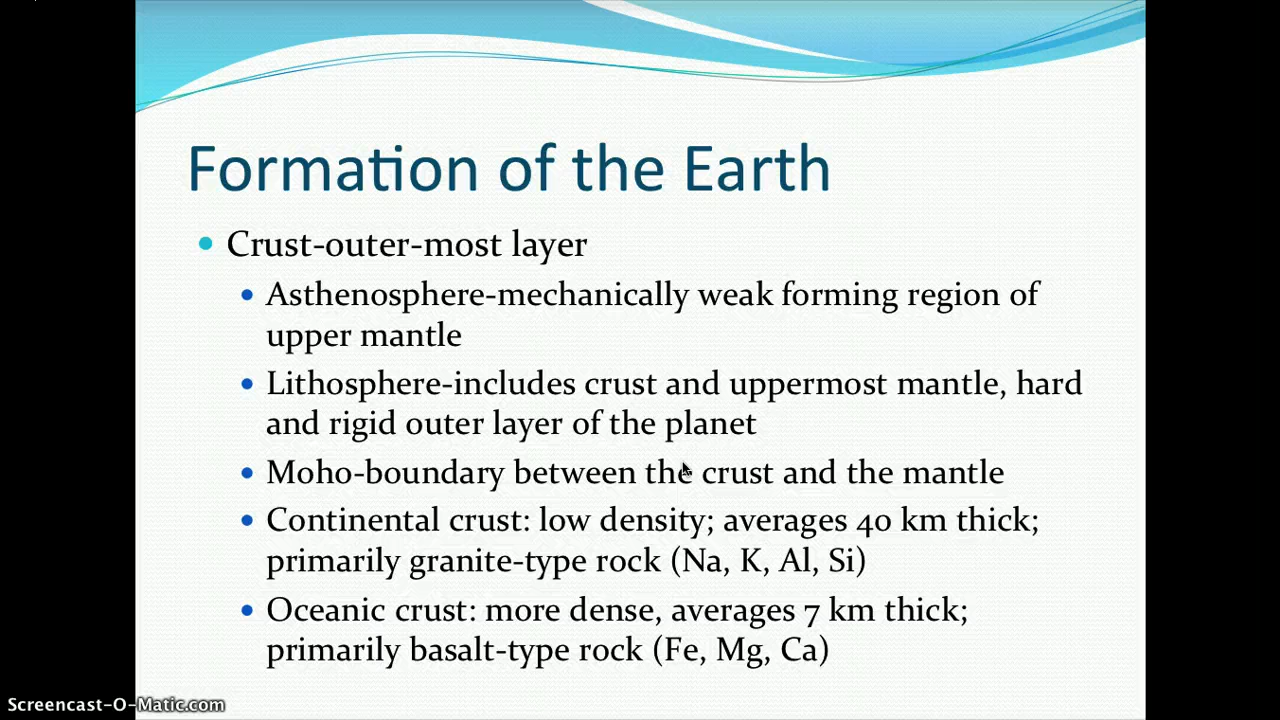 Formation of the Earth
Crust-outer-most layer
Asthenosphere-mechanically weak forming region of
upper mantle
Lithosphere-includes crust and uppermost mantle, hard
and rigid outer layer of the planet
Moho-boundary between the crust and the mantle
Continental crust: low density; averages 40 km thick;
primarily granite-type rock (Na, K, Al, Si)
Oceanic crust: more dense, averages 7 km thick;
primarily basalt-type rock (Fe, Mg, Ca)
Screencast-O-Matic.com